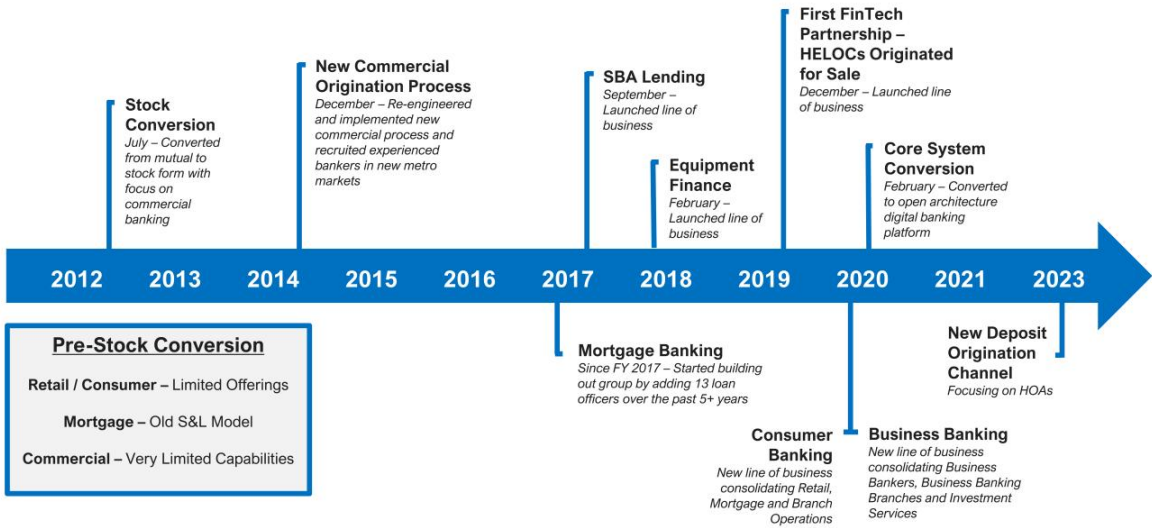 Stock
Conversion
July – Converted
from mutual to
stock form with
focus on
commercial
banking
New Commercial
Origination Process
December – Re-engineered
and implemented new
commercial process and
recruited experienced
bankers in new metro
markets
SBA Lending
September –
Launched line of
business
Equipment
Finance
February –
Launched line of
business
First FinTech
Partnership –
HELOCs Originated
for Sale
December – Launched line
of business
Core System
Conversion
February – Converted
to open architecture
digital banking
platform
2012 2013 2014 2015 2016 2017 2018 2019 2020 2021 2023
Pre-Stock Conversion
Retail / Consumer – Limited Offerings
Mortgage – Old S&L Model
Commercial – Very Limited Capabilities
Mortgage Banking
Since FY 2017 – Started building
out group by adding 13 loan
officers over the past 5+ years
Consumer
Banking
New line of business
consolidating Retail,
Mortgage and Branch
Operations
Business Banking
New line of business
consolidating Business
Bankers, Business Banking
Branches and Investment
Services
New Deposit
Origination
Channel
Focusing on HOAs